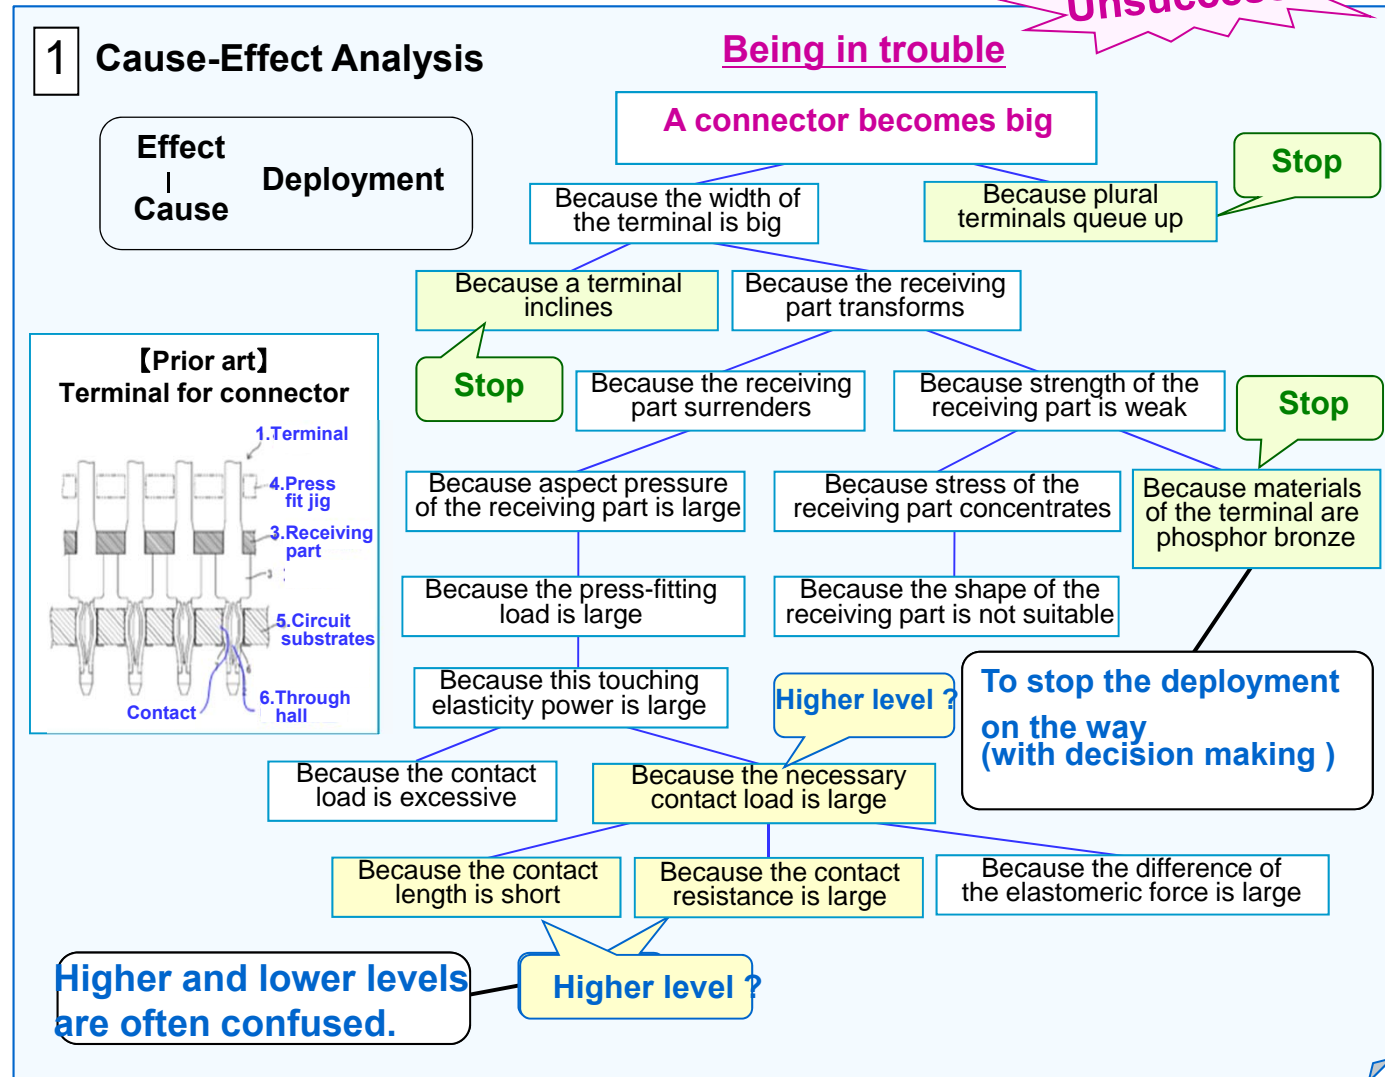 1
Cause-Effect Analysis
Being in trouble
Effect
Cause
Deployment
A connector becomes big
Stop
Because the width of
the terminal is big
Because plural
terminals queue up
Because a terminal
inclines
Because the receiving
part transforms
Stop
Because the receiving
part surrenders
Because strength of the
receiving part is weak
Stop
【Prior art】
Terminal for connector
1.Terminal
4.Press
fit jig
3.Receiving
part
5.Circuit
substrates
6.Through
hall
Contact
Because aspect pressure
of the receiving part is large
Because stress of the
receiving part concentrates
Because materials
of the terminal are
phosphor bronze
Because the press-fitting
load is large
Because the shape of the
receiving part is not suitable
Because this touching
elasticity power is large
Higher level ?
To stop the deployment
on the way
(with decision making )
Because the contact
load is excessive
Because the necessary
contact load is large
Because the contact
length is short
Because the contact
resistance is large
Because the difference of
the elastomeric force is large
Higher and lower levels
are often confused.
Higher level ?